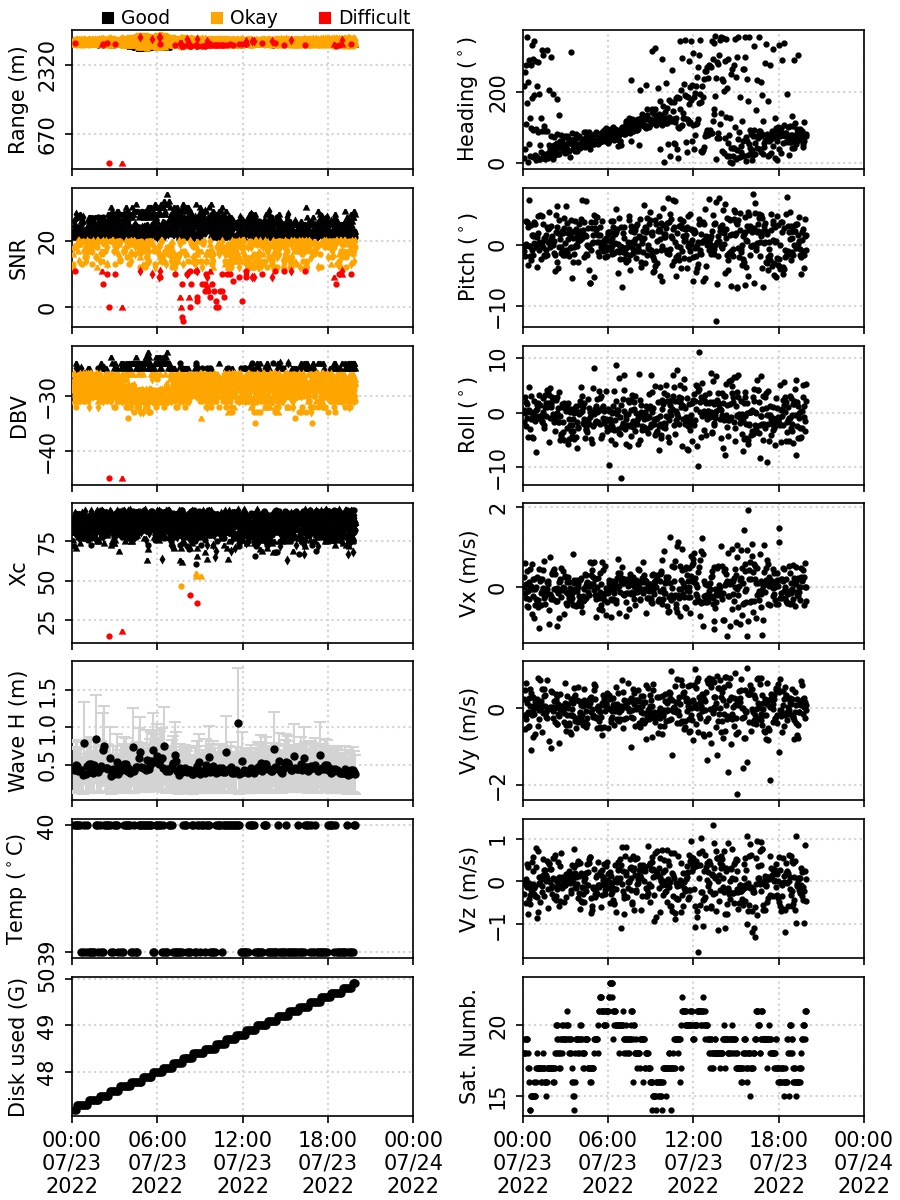 Good Okay Difficult
Range (m)
2320
670
Heading (°)
200
0
SNR
20
0
Pitch (°)
0
−10
DBV
−30
−40
Roll (°)
10
0
−10
Xc
75
50
25
Vx (m/s)
2
0
Wave H (m)
1.5
1.0
0.5
Vy (m/s)
0
−2
Temp (°C)
40
39
Vz (m/s)
1
0
−1
Disk used (G)
50
49
48
Sat. Numb.
20
15
00:00 06:00 12:00 18:00 00:00
07/23 07/23 07/23 07/23 07/24
2022 2022 2022 2022 2022
00:00 06:00 12:00 18:00 00:00
07/23 07/23 07/23 07/23 07/24
2022 2022 2022 2022 2022